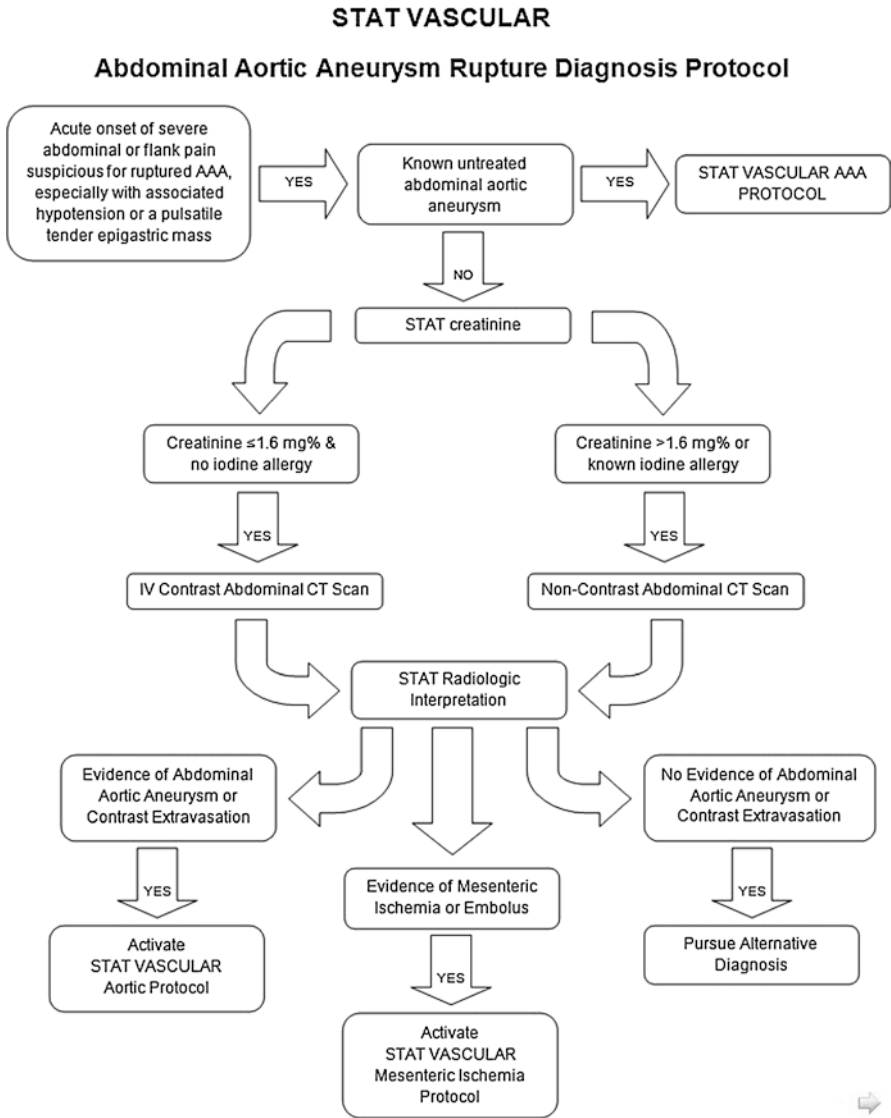 STAT VASCULAR
Abdominal Aortic Aneurysm Rupture Diagnosis Protocol
Acute onset of severe
abdominal or flank pain
suspicious for ruptured AAA,
especially with associated
hypotension or a pulsatile
tender epigastric mass
YES
Known untreated
abdominal aortic
aneurysm
YES
STAT VASCULAR AAA
PROTOCOL
NO
STAT creatinine
Creatinine ≤1.6 mg% &
no iodine allergy
Creatinine >1.6 mg% or
known iodine allergy
YES
YES
IV Contrast Abdominal CT Scan
Non-Contrast Abdominal CT Scan
STAT Radiologic
Interpretation
Evidence of Abdominal
Aortic Aneurysm or
Contrast Extravasation
No Evidence of Abdominal
Aortic Aneurysm or
Contrast Extravasation
YES
Evidence of Mesenteric
Ischemia or Embolus
YES
Activate
STAT VASCULAR
Aortic Protocol
Pursue Alternative
Diagnosis
YES
Activate
STAT VASCULAR
Mesenteric Ischemia
Protocol